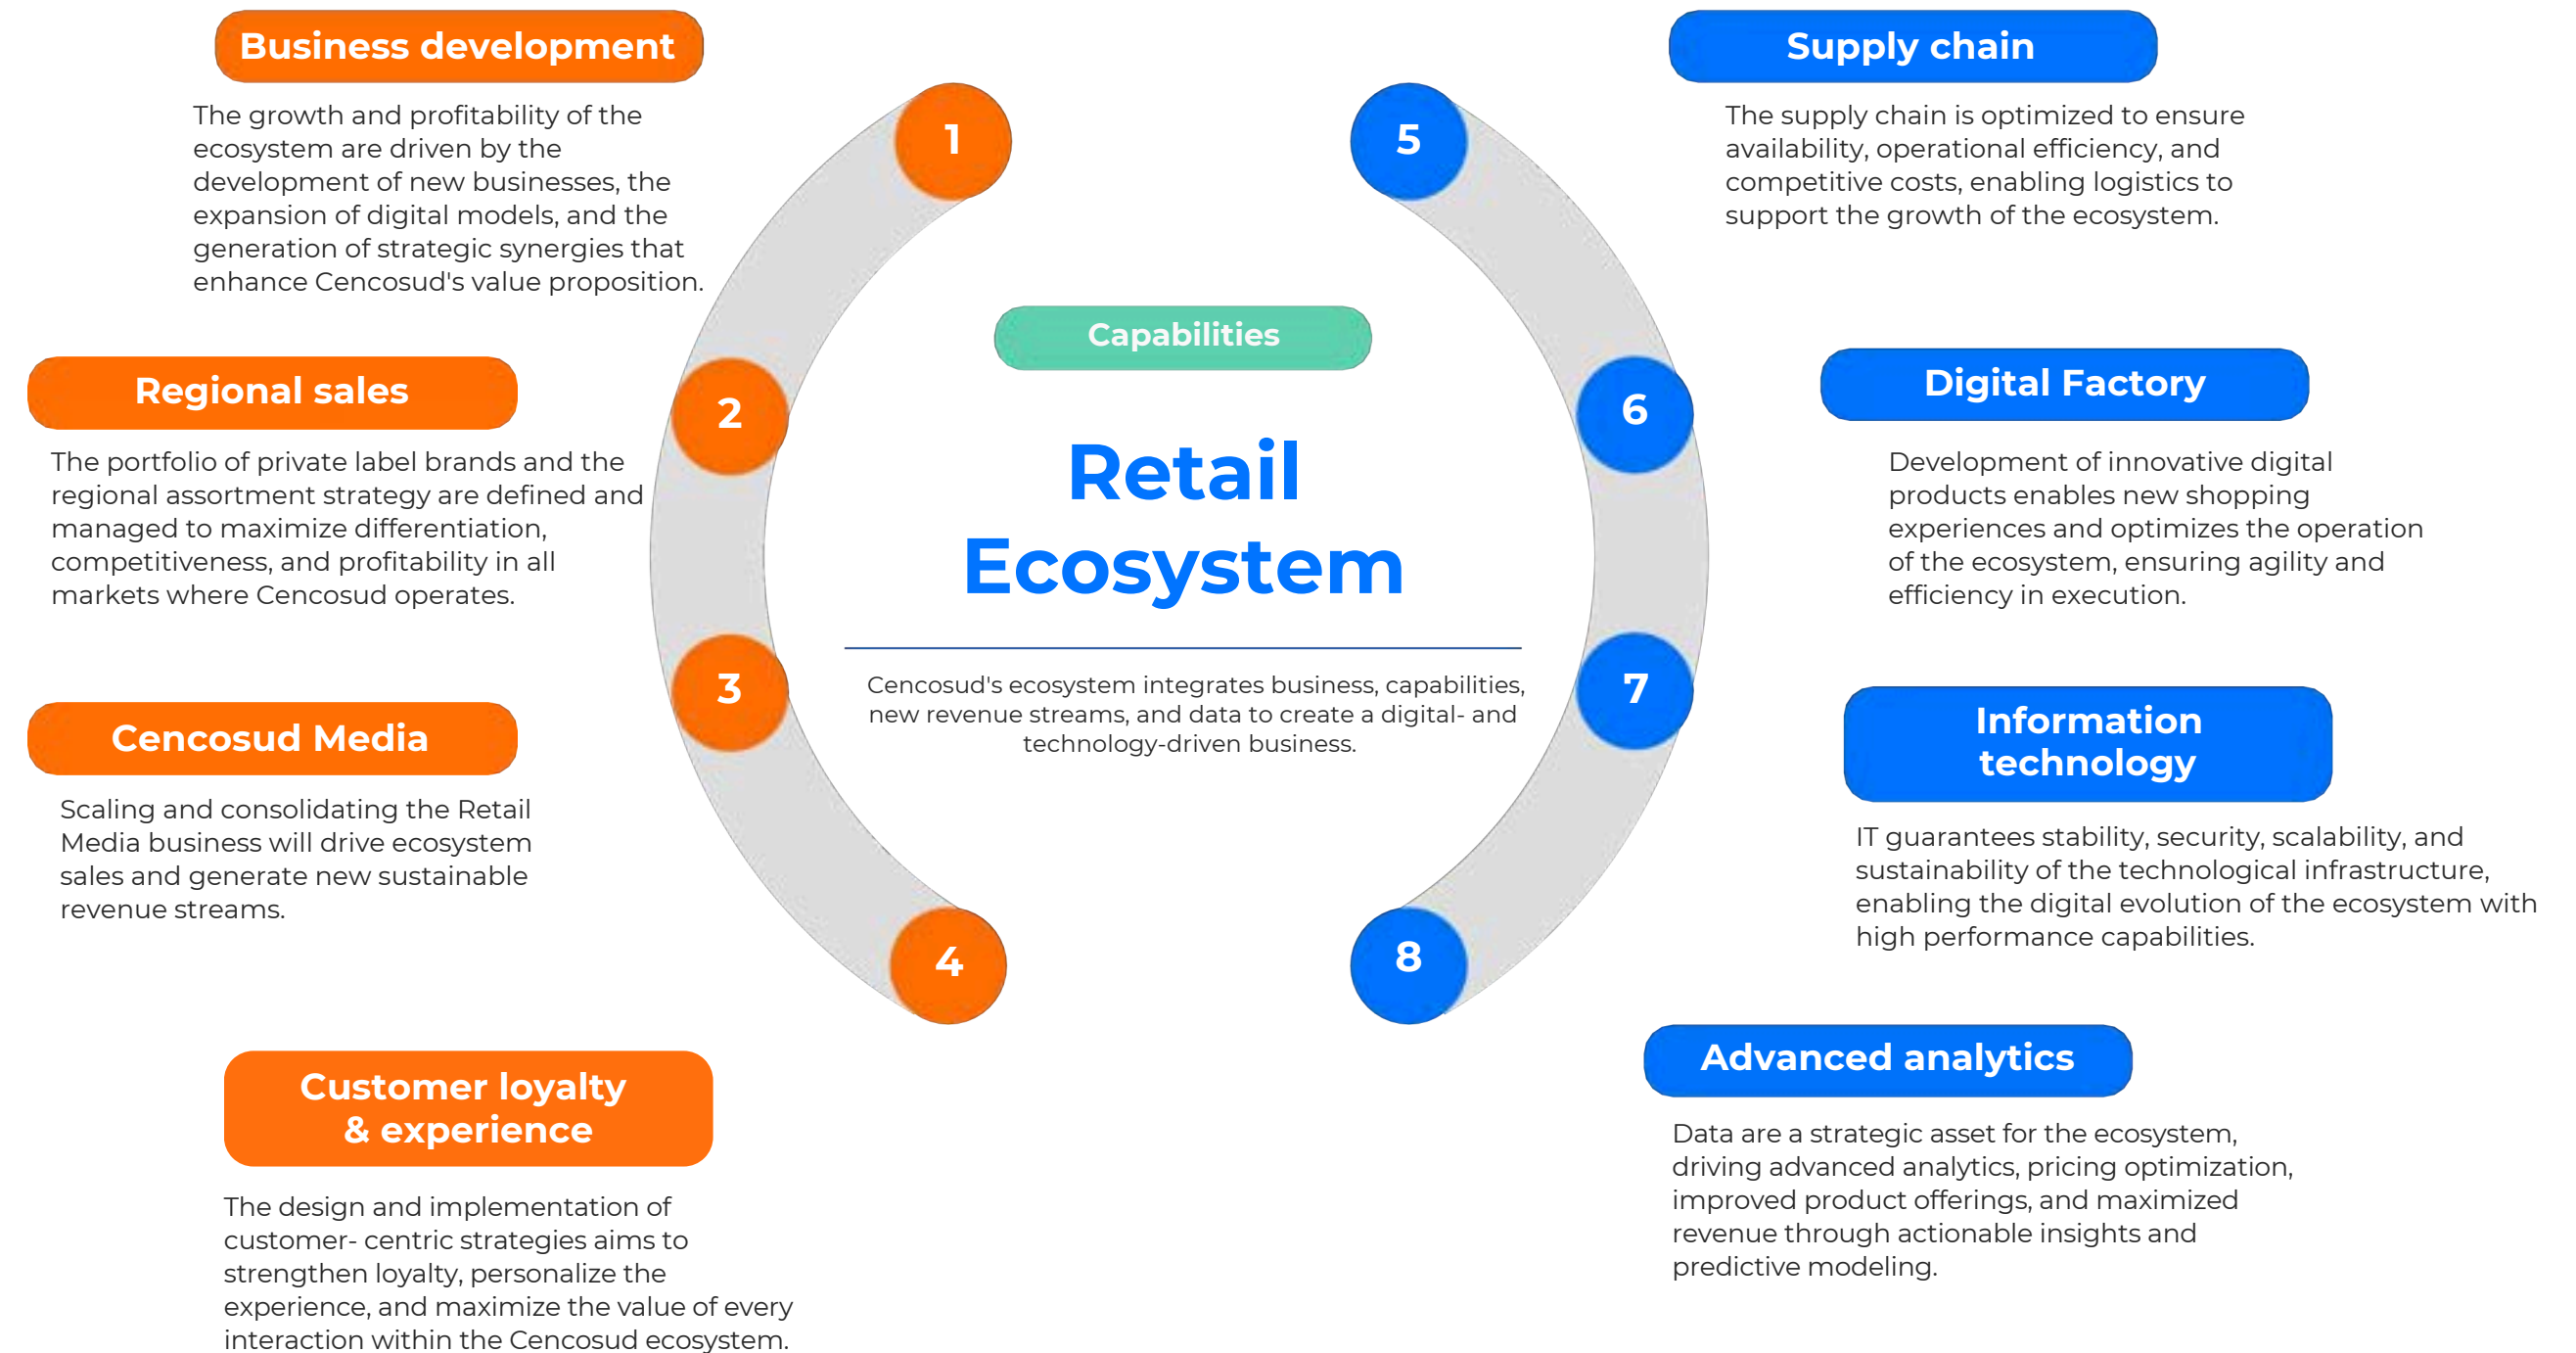 Business development
The growth and profitability of the
ecosystem are driven by the
development of new businesses, the
expansion of digital models, and the
generation of strategic synergies that
enhance Cencosud's value proposition.
1
Regional sales
The portfolio of private label brands and the
regional assortment strategy are defined and
managed to maximize differentiation,
competitiveness, and profitability in all
markets where Cencosud operates.
2
Cencosud Media
Scaling and consolidating the Retail
Media business will drive ecosystem
sales and generate new sustainable
revenue streams.
3
Customer loyalty
& experience
The design and implementation of
customer- centric strategies aims to
strengthen loyalty, personalize the
experience, and maximize the value of every
interaction within the Cencosud ecosystem.
4
Capabilities
Retail
Ecosystem
Cencosud's ecosystem integrates business, capabilities,
new revenue streams, and data to create a digital- and
technology-driven business.
5
Supply chain
The supply chain is optimized to ensure
availability, operational efficiency, and
competitive costs, enabling logistics to
support the growth of the ecosystem.
6
Digital Factory
Development of innovative digital
products enables new shopping
experiences and optimizes the operation
of the ecosystem, ensuring agility and
efficiency in execution.
7
Information
technology
IT guarantees stability, security, scalability, and
sustainability of the technological infrastructure,
enabling the digital evolution of the ecosystem with
high performance capabilities.
8
Advanced analytics
Data are a strategic asset for the ecosystem,
driving advanced analytics, pricing optimization,
improved product offerings, and maximized
revenue through actionable insights and
predictive modeling.